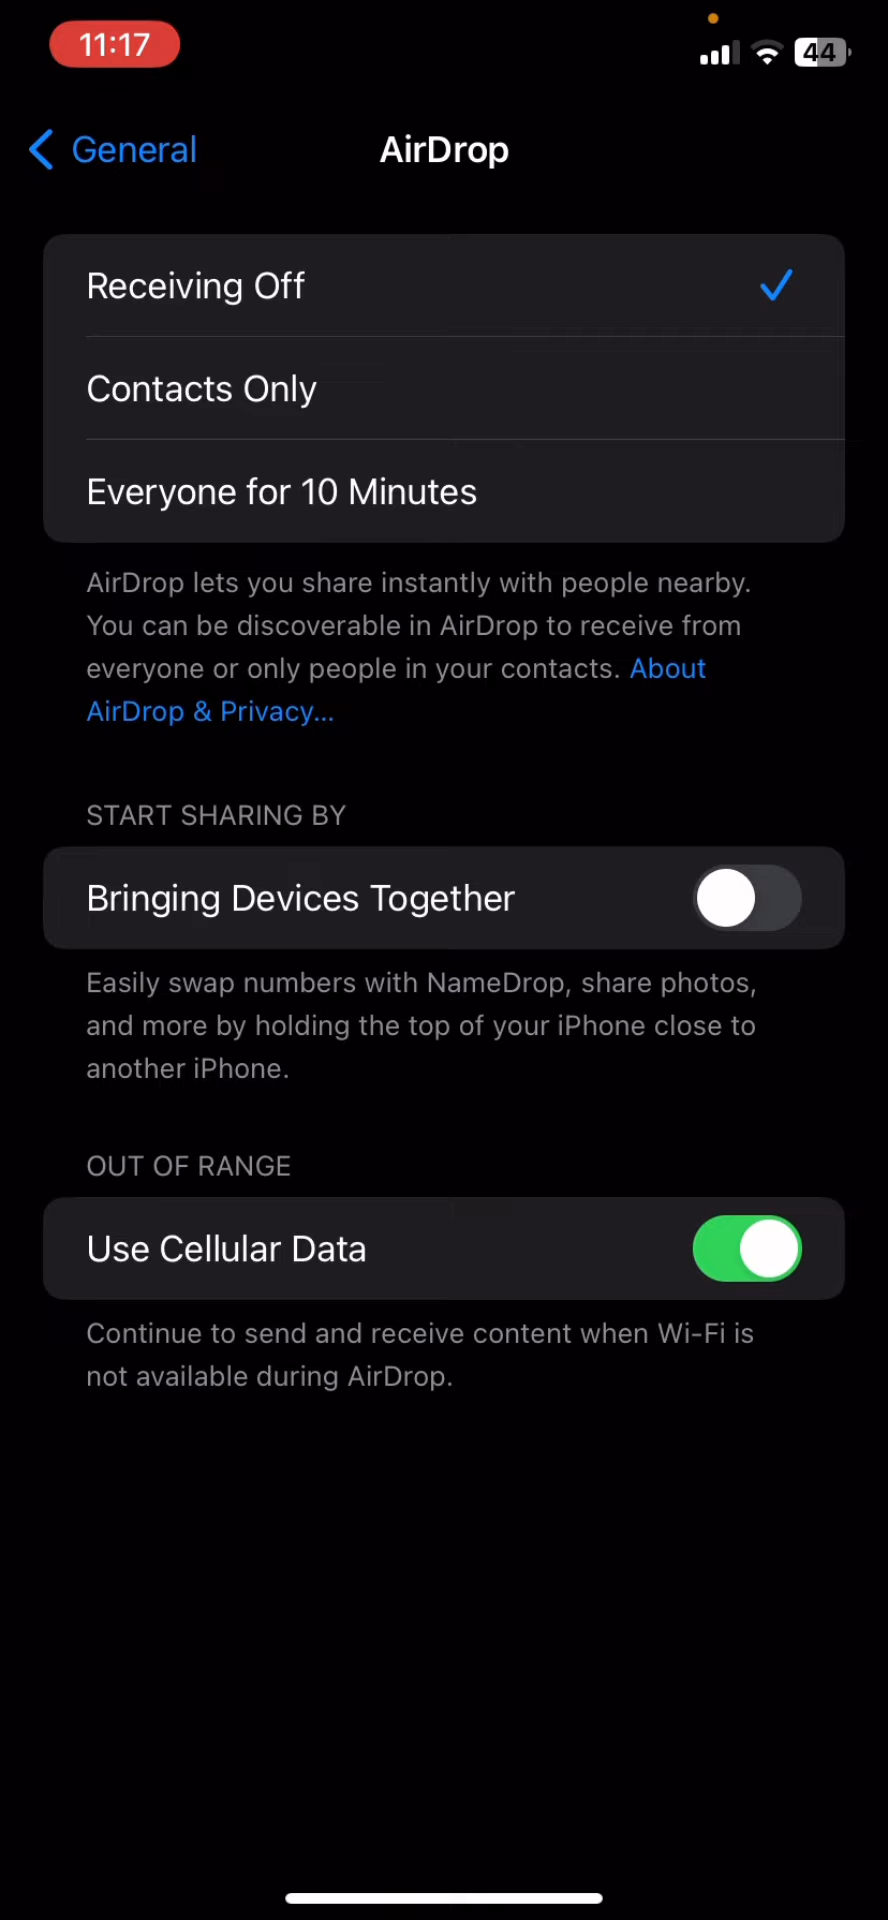 11:17
44
General
AirDrop
Receiving Off
Contacts Only
Everyone for 10 Minutes
AirDrop lets you share instantly with people nearby.
You can be discoverable in AirDrop to receive from
everyone or only people in your contacts. About
AirDrop & Privacy...
START SHARING BY
Bringing Devices Together
Easily swap numbers with NameDrop, share photos,
and more by holding the top of your iPhone close to
another iPhone.
OUT OF RANGE
Use Cellular Data
Continue to send and receive content when Wi-Fi is
not available during AirDrop.